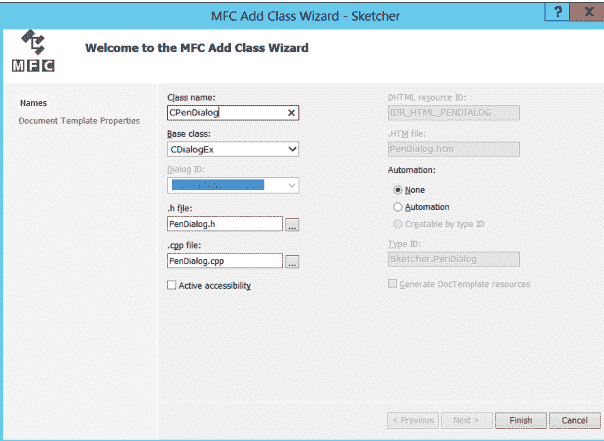 MFC Add Class Wizard - Sketcher
? X
MFC
Welcome to the MFC Add Class Wizard
Names
Document Template Properties
Class name:
CPenDialog
Base class:
CDialogEx
Dialog ID:
.h file:
PenDialog.h
...
.cpp file:
PenDialog.cpp
...
Active accessibility
DHTML resource ID:
IDR_HTML_PENDIALOG
.HTM file:
PenDialog.htm
Automation:
None
Automation
Creatable by type ID
Type ID:
Sketcher.PenDialog
Generate DocTemplate resources
< Previous
Next >
Finish
Cancel